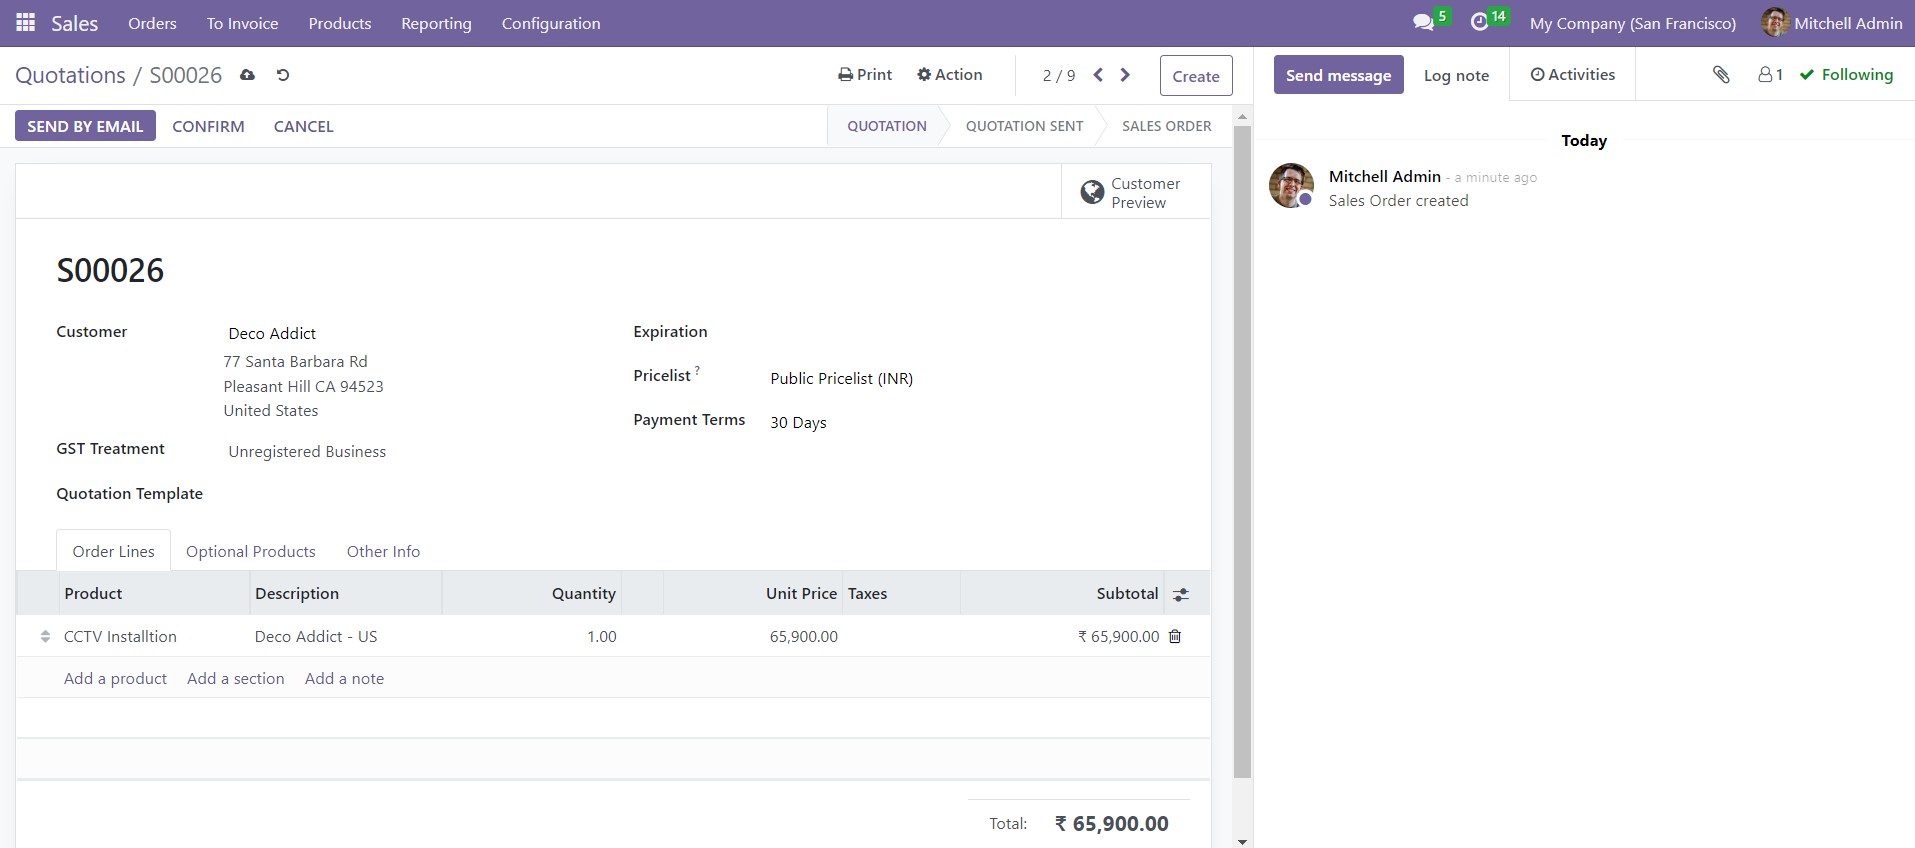 Sales Orders To Invoice Products Reporting Configuration 5 14 My Company (San Francisco) Mitchell Admin
Quotations / S00026 Print Action 2 / 9 Create
SEND BY EMAIL CONFIRM CANCEL QUOTATION QUOTATION SENT SALES ORDER
Customer
Preview
S00026
Customer Deco Addict
77 Santa Barbara Rd
Pleasant Hill CA 94523
United States
GST Treatment Unregistered Business
Quotation Template
Expiration
Pricelist ? Public Pricelist (INR)
Payment Terms 30 Days
Order Lines Optional Products Other Info
Product Description Quantity Unit Price Taxes Subtotal
CCTV Installtion Deco Addict - US 1.00 65,900.00 ₹ 65,900.00
Add a product Add a section Add a note
Total: ₹ 65,900.00
Send message Log note Activities 1 Following
Today
Mitchell Admin - a minute ago
Sales Order created